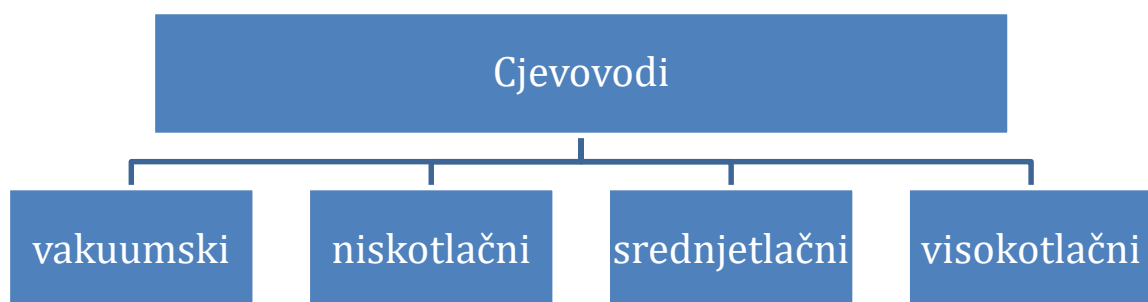 Cjevovodi
vakuumski
niskotlačni
srednjetlačni
visokotlačni